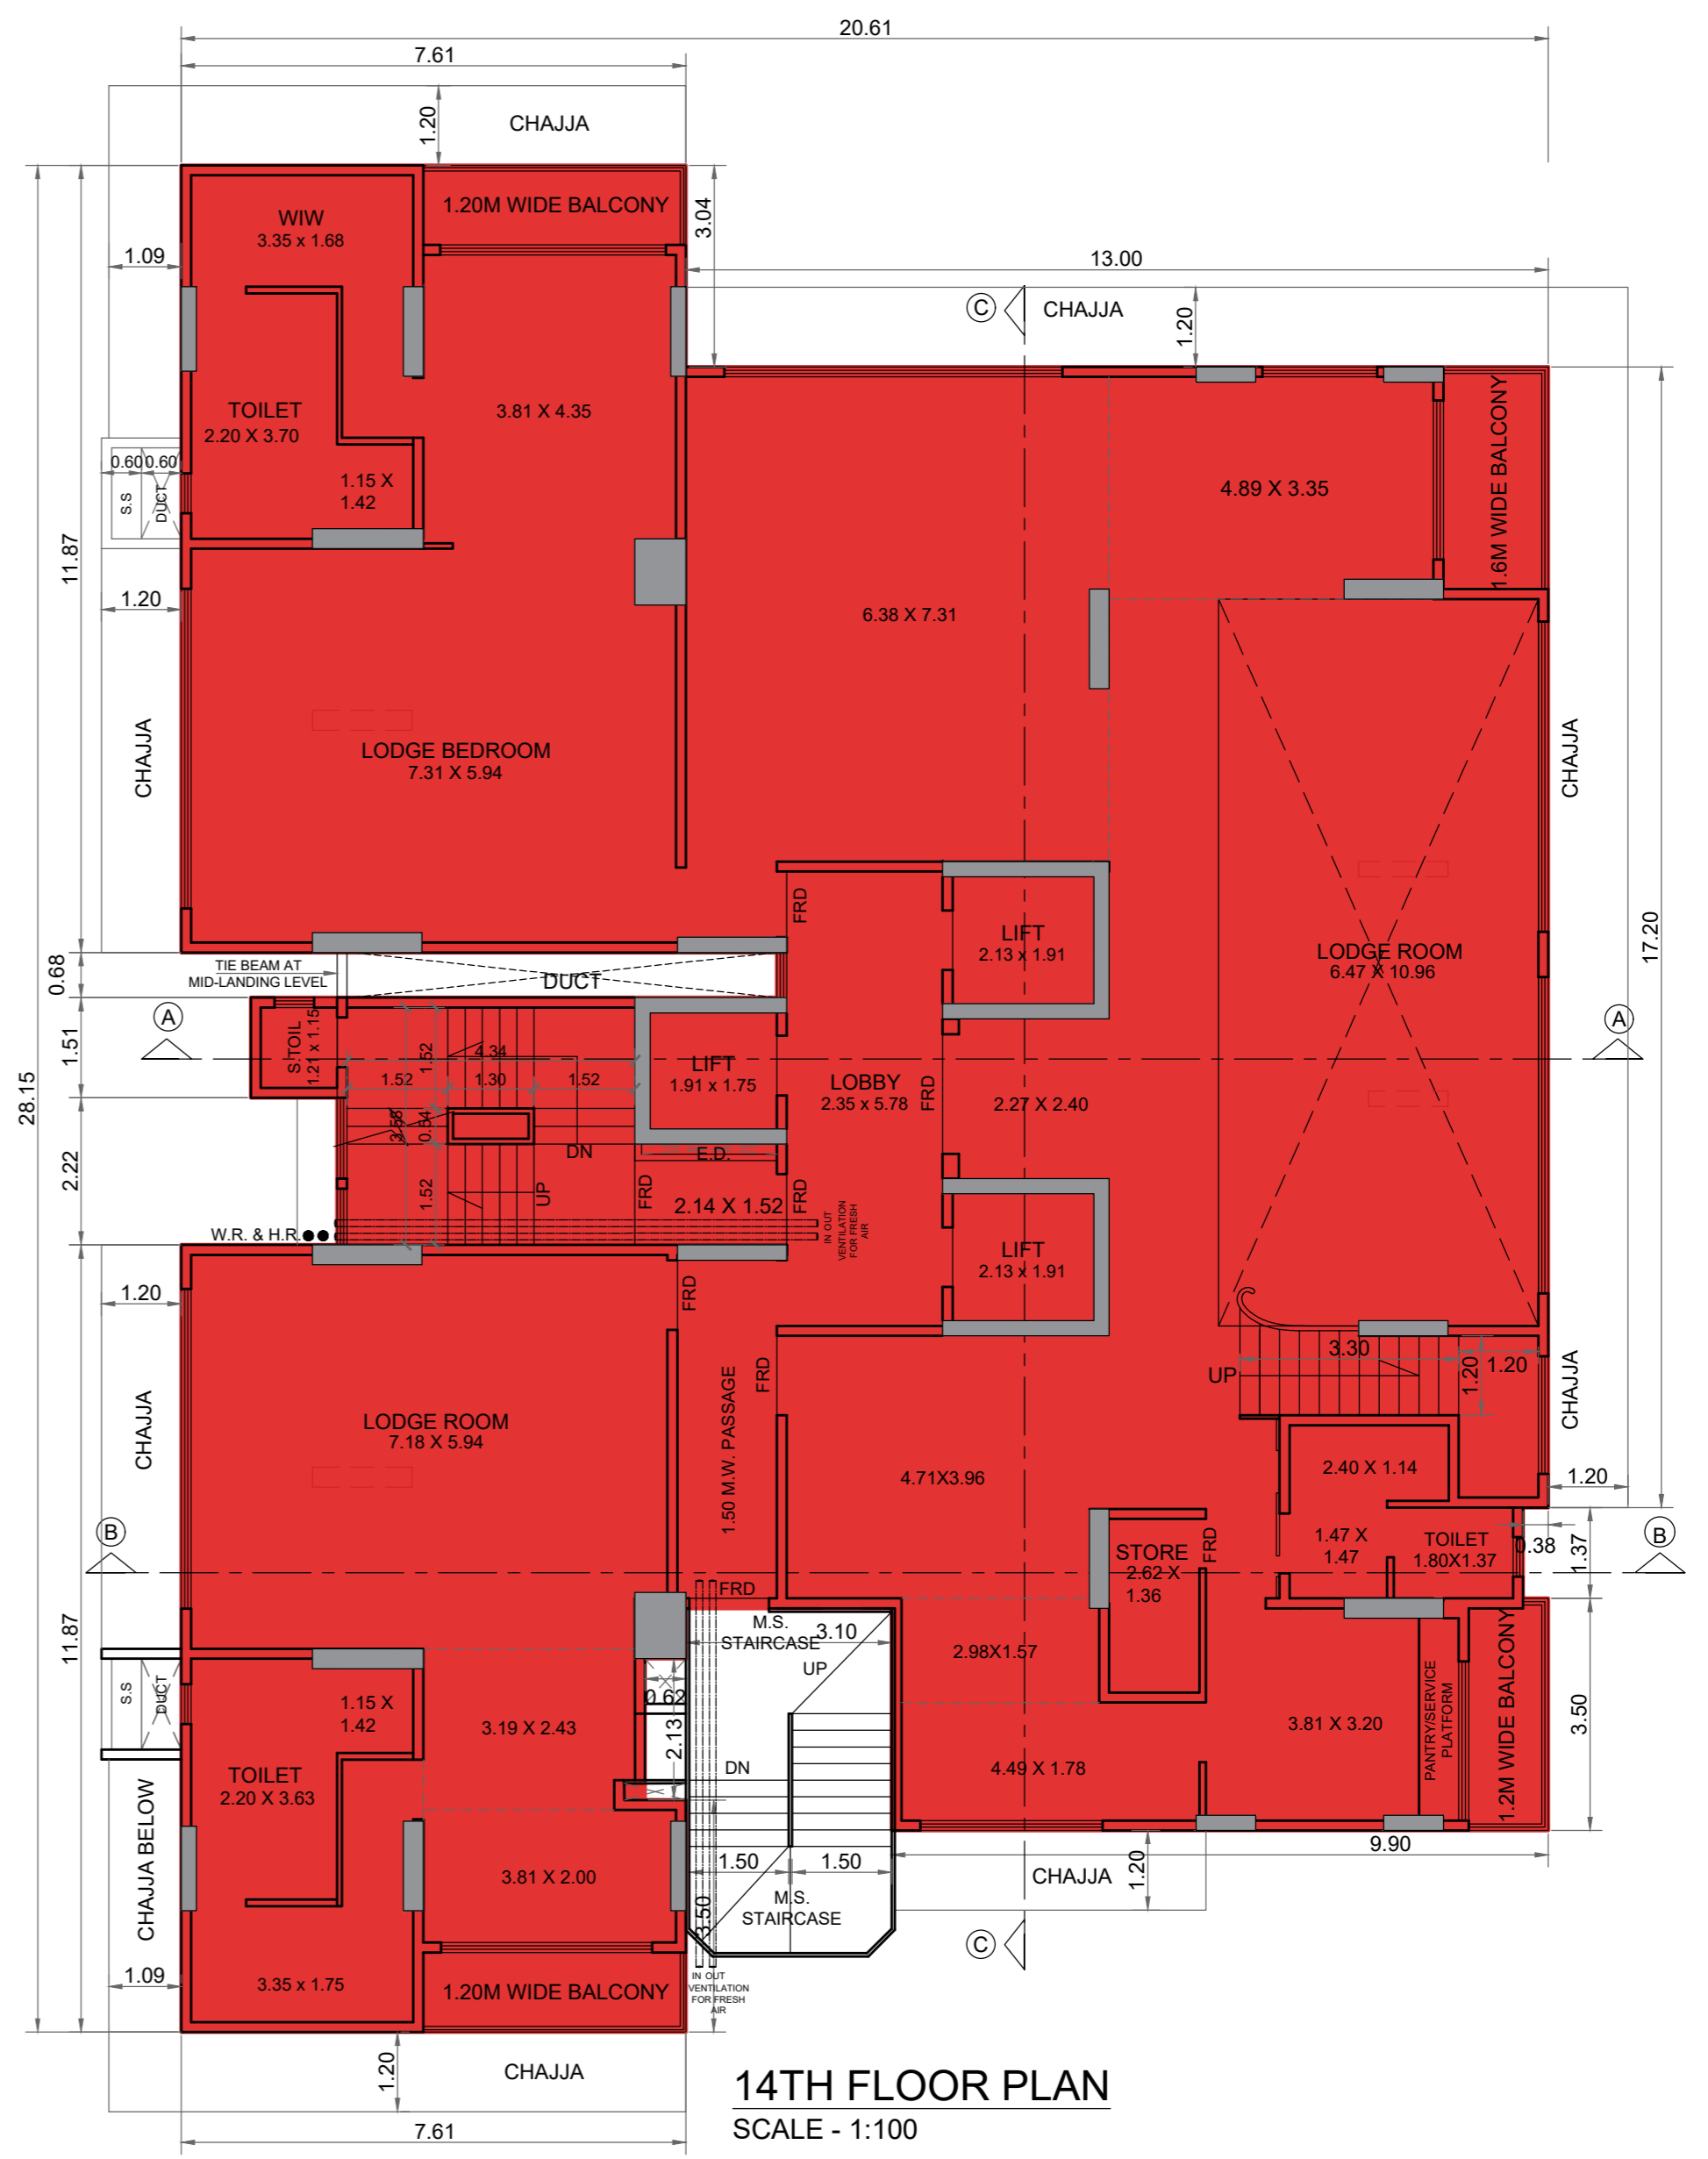 20.61
7.61
1.20
CHAJJA
1.20M WIDE BALCONY
WIW
3.35 x 1.68
3.04
1.09
13.00
C
CHAJJA
1.20
TOILET
2.20 X 3.70
3.81 X 4.35
1.6M WIDE BALCONY
0.60
0.60
S.S
DUCT
1.15 X
1.42
4.89 X 3.35
11.87
1.20
6.38 X 7.31
CHAJJA
LODGE BEDROOM
7.31 X 5.94
CHAJJA
FRD
LIFT
2.13 x 1.91
LODGE ROOM
6.47 X 10.96
17.20
0.68
TIE BEAM AT
MID-LANDING LEVEL
DUCT
A
S.TOIL
1.21 x 1.15
1.51
1.52
4.34
1.52
1.30
1.52
LIFT
1.91 x 1.75
LOBBY
2.35 x 5.78
FRD
2.27 X 2.40
A
28.15
3.58
0.54
DN
E.D.
2.22
1.52
UP
FRD
2.14 X 1.52
FRD
IN OUT
VENTILATION
FOR FRESH
AIR
W.R. & H.R.
LIFT
2.13 x 1.91
1.20
FRD
3.30
UP
1.20
1.20
CHAJJA
CHAJJA
LODGE ROOM
7.18 X 5.94
1.50 M.W. PASSAGE
FRD
4.71X3.96
2.40 X 1.14
1.20
B
STORE
2.62 X
1.36
FRD
1.47 X
1.47
TOILET
1.80X1.37
0.38
1.37
B
FRD
M.S.
STAIRCASE
3.10
UP
2.98X1.57
11.87
S.S
DUCT
1.15 X
1.42
0.62
2.13
3.19 X 2.43
3.81 X 3.20
PANTRY/SERVICE
PLATFORM
1.2M WIDE BALCONY
3.50
TOILET
2.20 X 3.63
DN
4.49 X 1.78
CHAJJA BELOW
9.90
1.50
1.50
CHAJJA
1.20
3.81 X 2.00
M.S.
STAIRCASE
3.50
C
1.09
3.35 x 1.75
1.20M WIDE BALCONY
IN OUT
VENTILATION
FOR FRESH
AIR
1.20
CHAJJA
14TH FLOOR PLAN
SCALE - 1:100
7.61